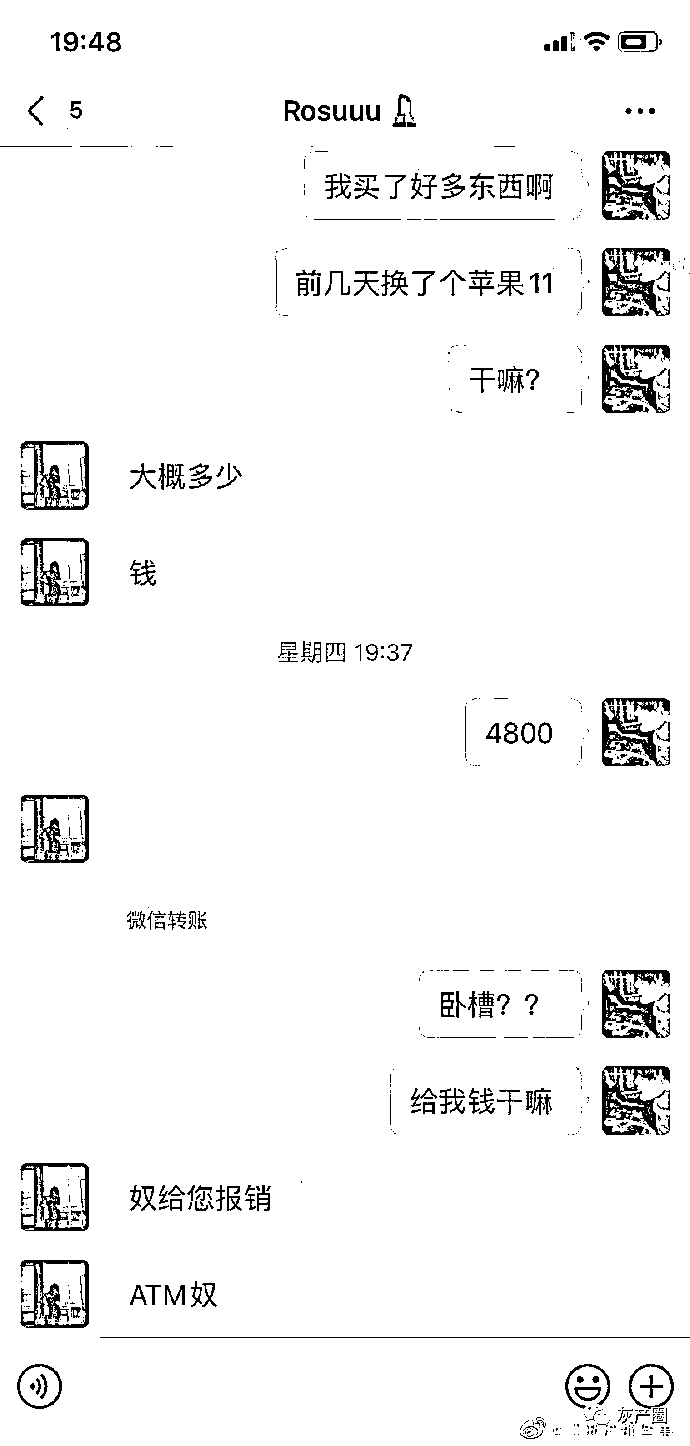 19:48
5
Rosuuu
我买了好多东西啊
前几天换了个苹果11
干嘛？
大概多少
钱
星期四 19:37
4800
微信转账
卧槽？？
给我钱干嘛
奴给您报销
ATM奴
灰产圈